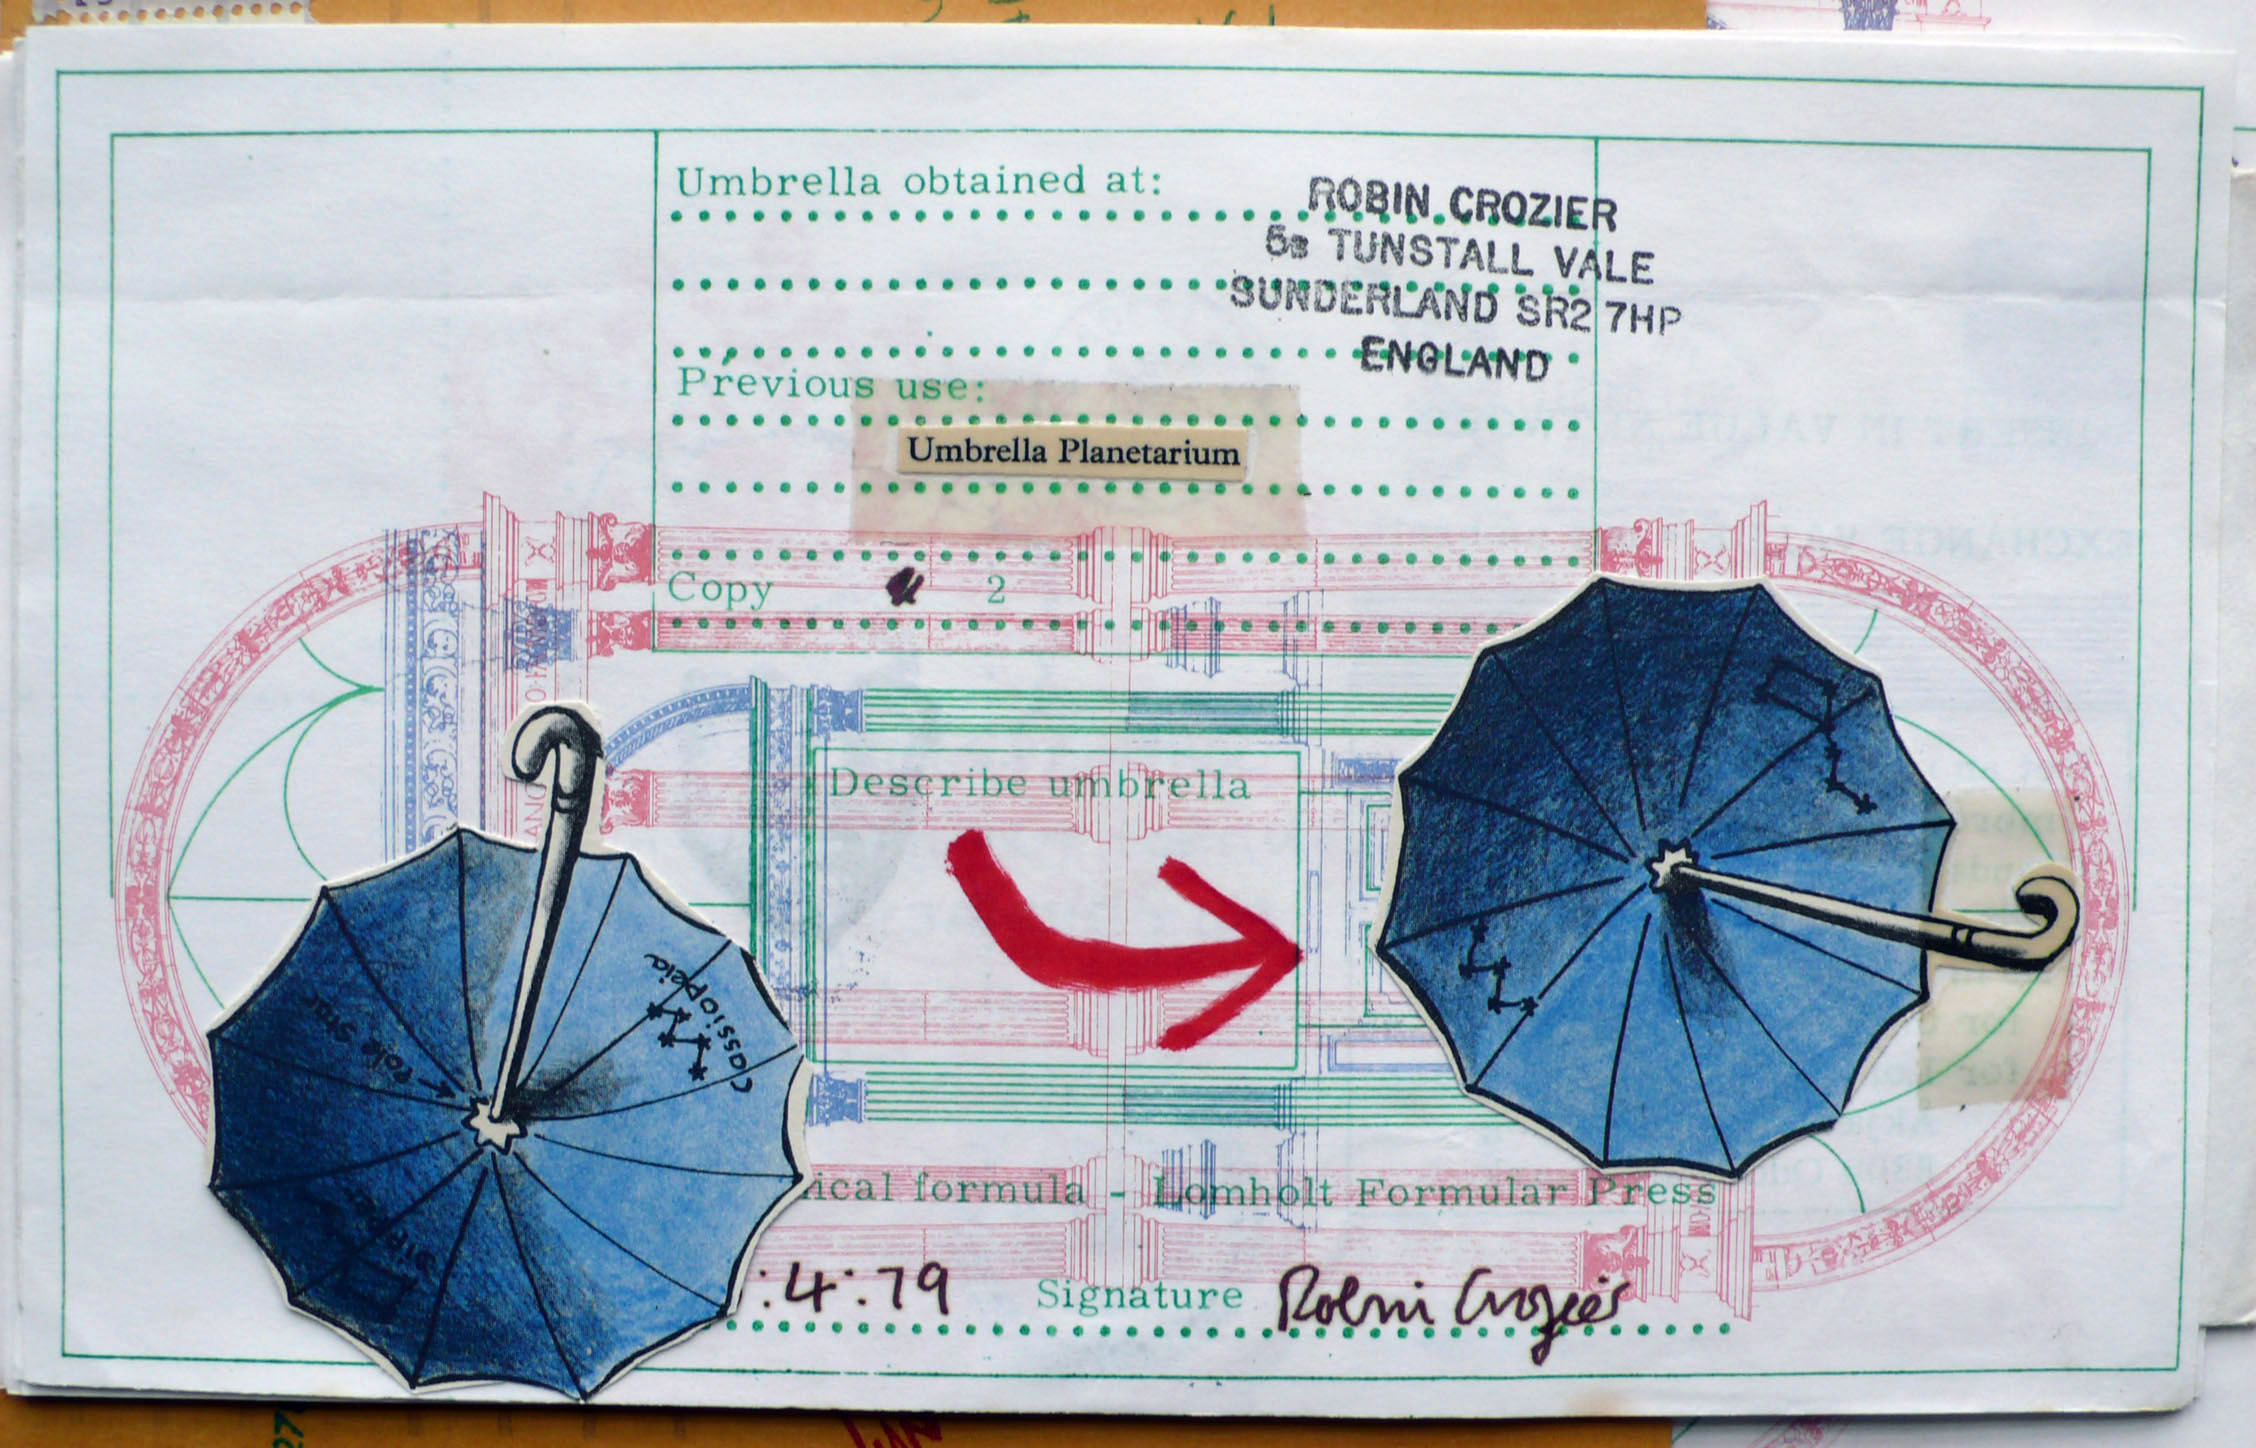 Umbrella obtained at:
ROBIN CROZIER
TUNSTALL VALE
SUNDERLAND SR2 7HP
ENGLAND
Previous use:
Umbrella Planetarium
Copy 2
Describe umbrella
Pole Star
Cassiopeia
ical formula - Lomholt Formular Press
:4:79 Signature Robin Crozier